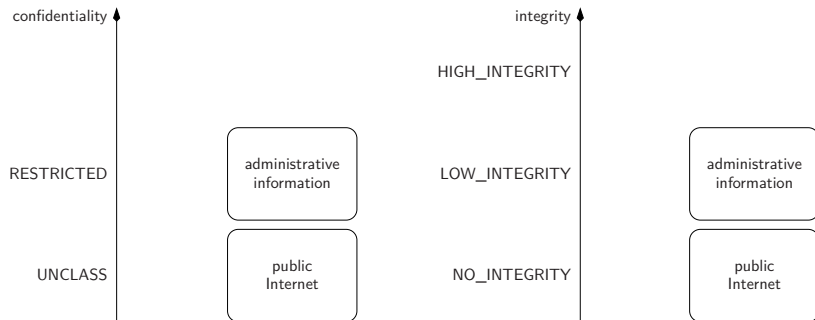 confidentiality
RESTRICTED
administrative
information
UNCLASS
public
Internet
integrity
HIGH_INTEGRITY
LOW_INTEGRITY
administrative
information
NO_INTEGRITY
public
Internet